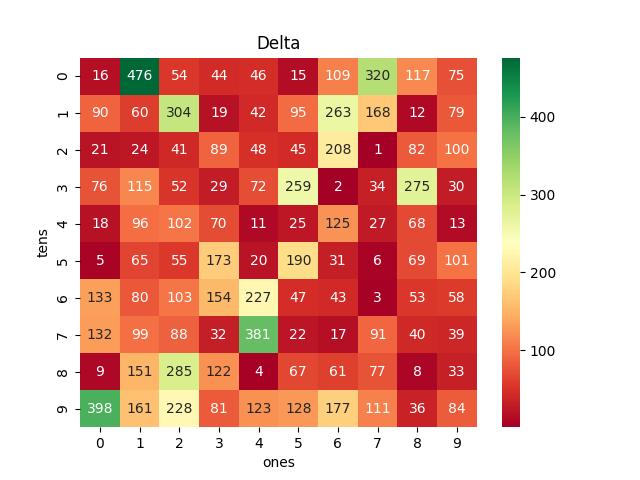 Delta
0 16 476 54 44 46 15 109 320 117 75
1 90 60 304 19 42 95 263 168 12 79
2 21 24 41 89 48 45 208 1 82 100
3 76 115 52 29 72 259 2 34 275 30
4 18 96 102 70 11 25 125 27 68 13
5 5 65 55 173 20 190 31 6 69 101
6 133 80 103 154 227 47 43 3 53 58
7 132 99 88 32 381 22 17 91 40 39
8 9 151 285 122 4 67 61 77 8 33
9 398 161 228 81 123 128 177 111 36 84
0 1 2 3 4 5 6 7 8 9
ones
tens
400
300
200
100